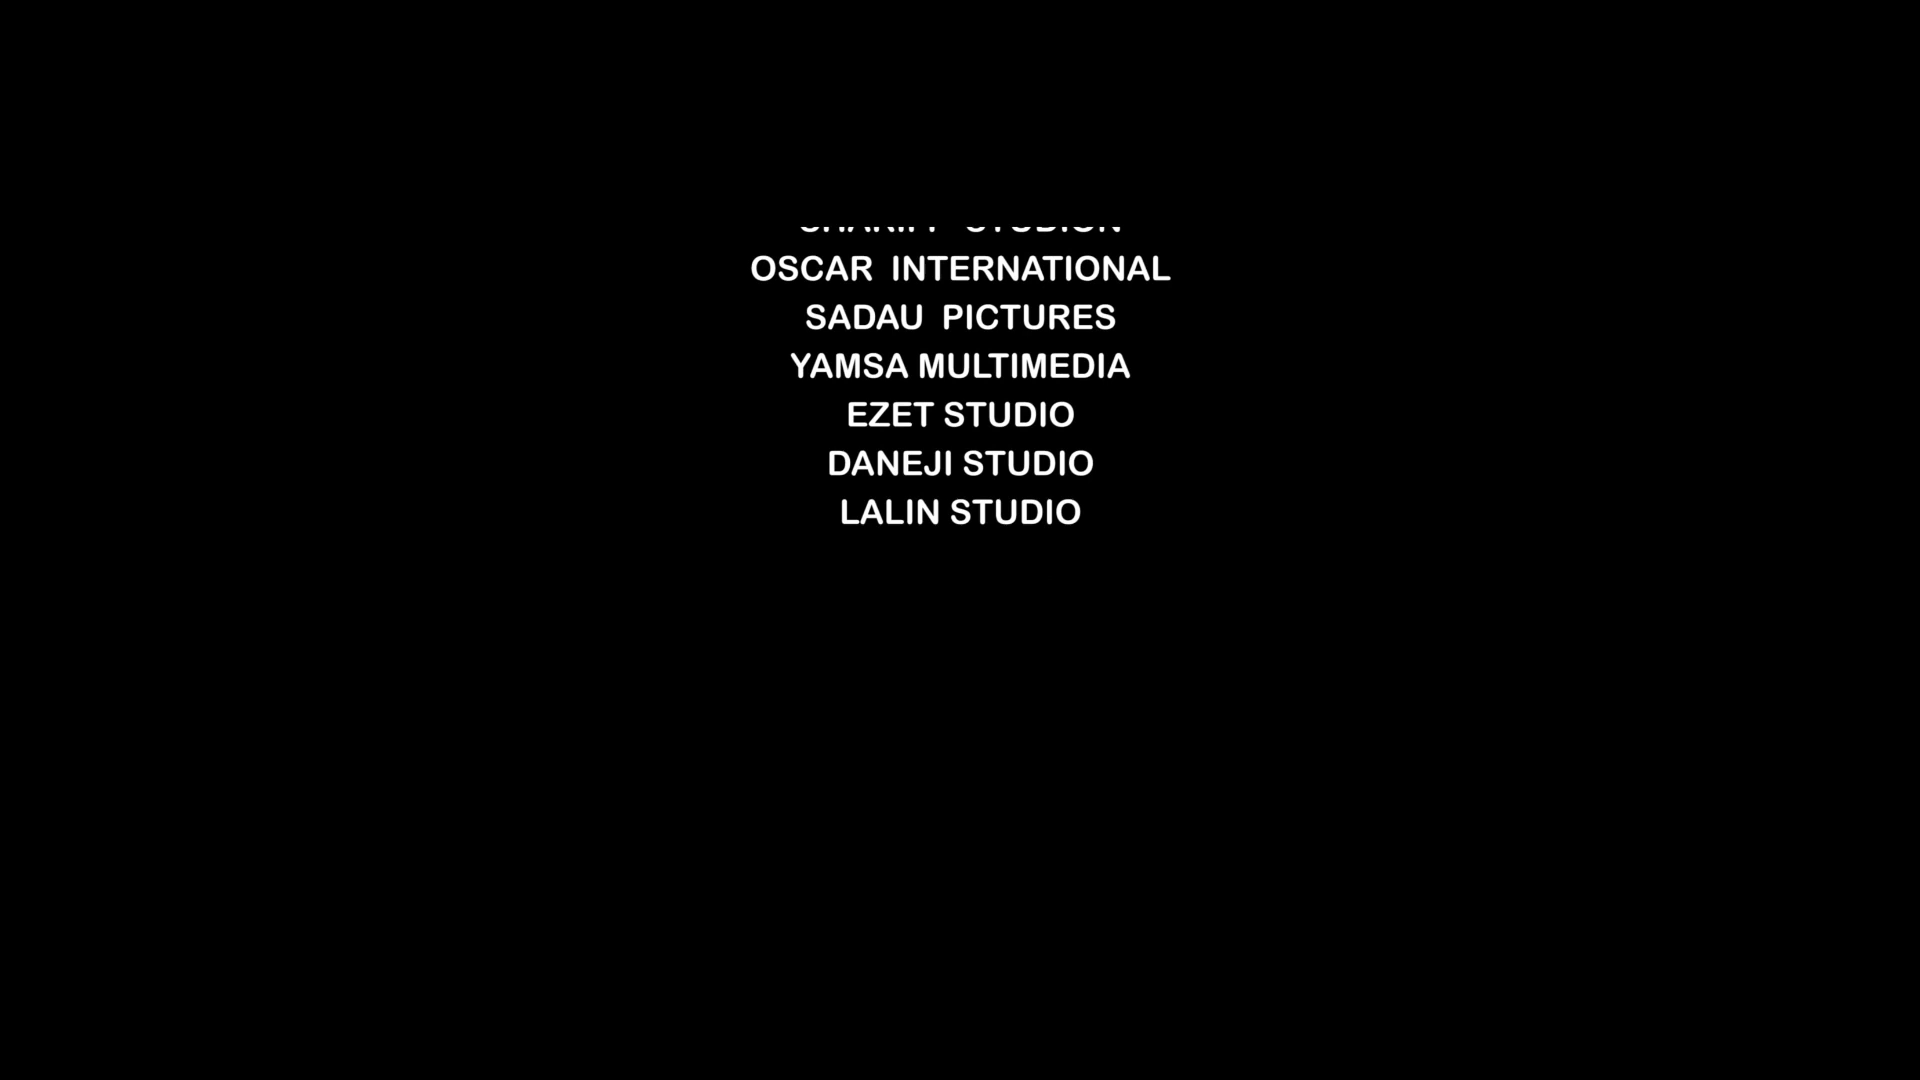 OSCAR INTERNATIONAL
SADAU PICTURES
YAMSA MULTIMEDIA
EZET STUDIO
DANEJI STUDIO
LALIN STUDIO